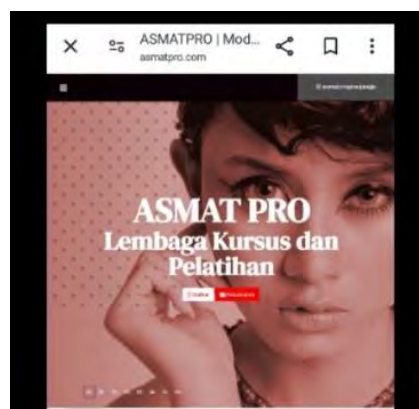 ASMATPRO | Mod...
asmatpro.com
ASMAT PRO
Lembaga Kursus dan
Pelatihan